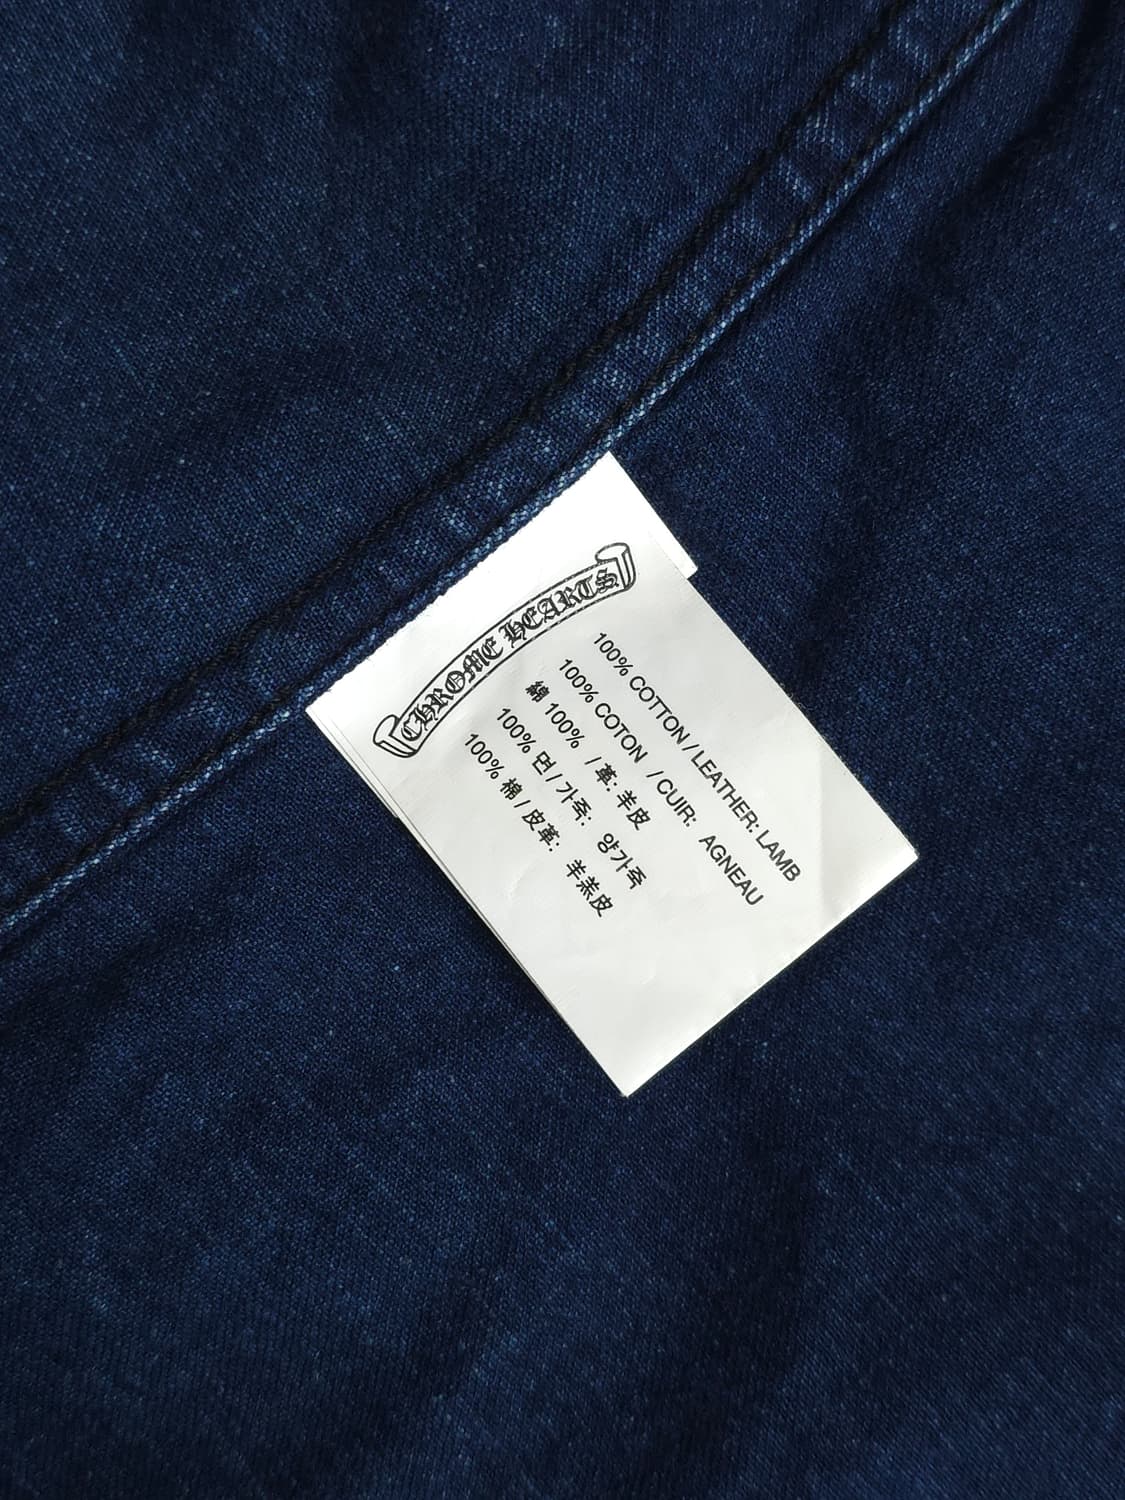 CHROME HEARTS
100% COTTON / LEATHER: LAMB
100% COTON / CUIR: AGNEAU
綿 100% / 革: 羊皮
100% 면 / 가죽: 양가죽
100% 棉 / 皮革: 羊羔皮